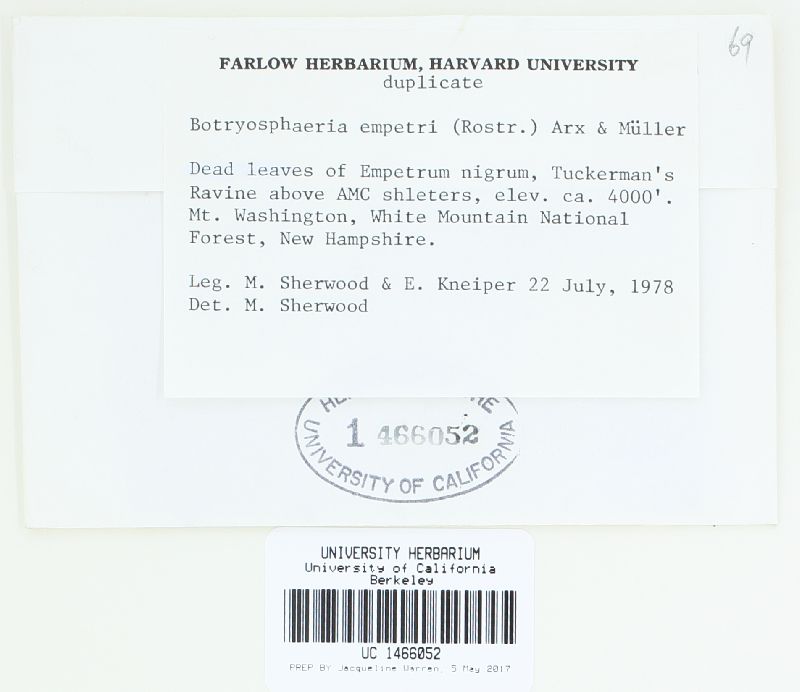 69
FARLOW HERBARIUM, HARVARD UNIVERSITY
duplicate
Botryosphaeria empetri (Rostr.) Arx & Müller
Dead leaves of Empetrum nigrum, Tuckerman's
Ravine above AMC shleters, elev. ca. 4000'.
Mt. Washington, White Mountain National
Forest, New Hampshire.
Leg. M. Sherwood & E. Kneiper 22 July, 1978
Det. M. Sherwood
1 466052
UNIVERSITY OF CALIFORNIA
UNIVERSITY HERBARIUM
University of California
Berkeley
UC 1466052
PREP BY Jacqueline Warren, 5 May 2017